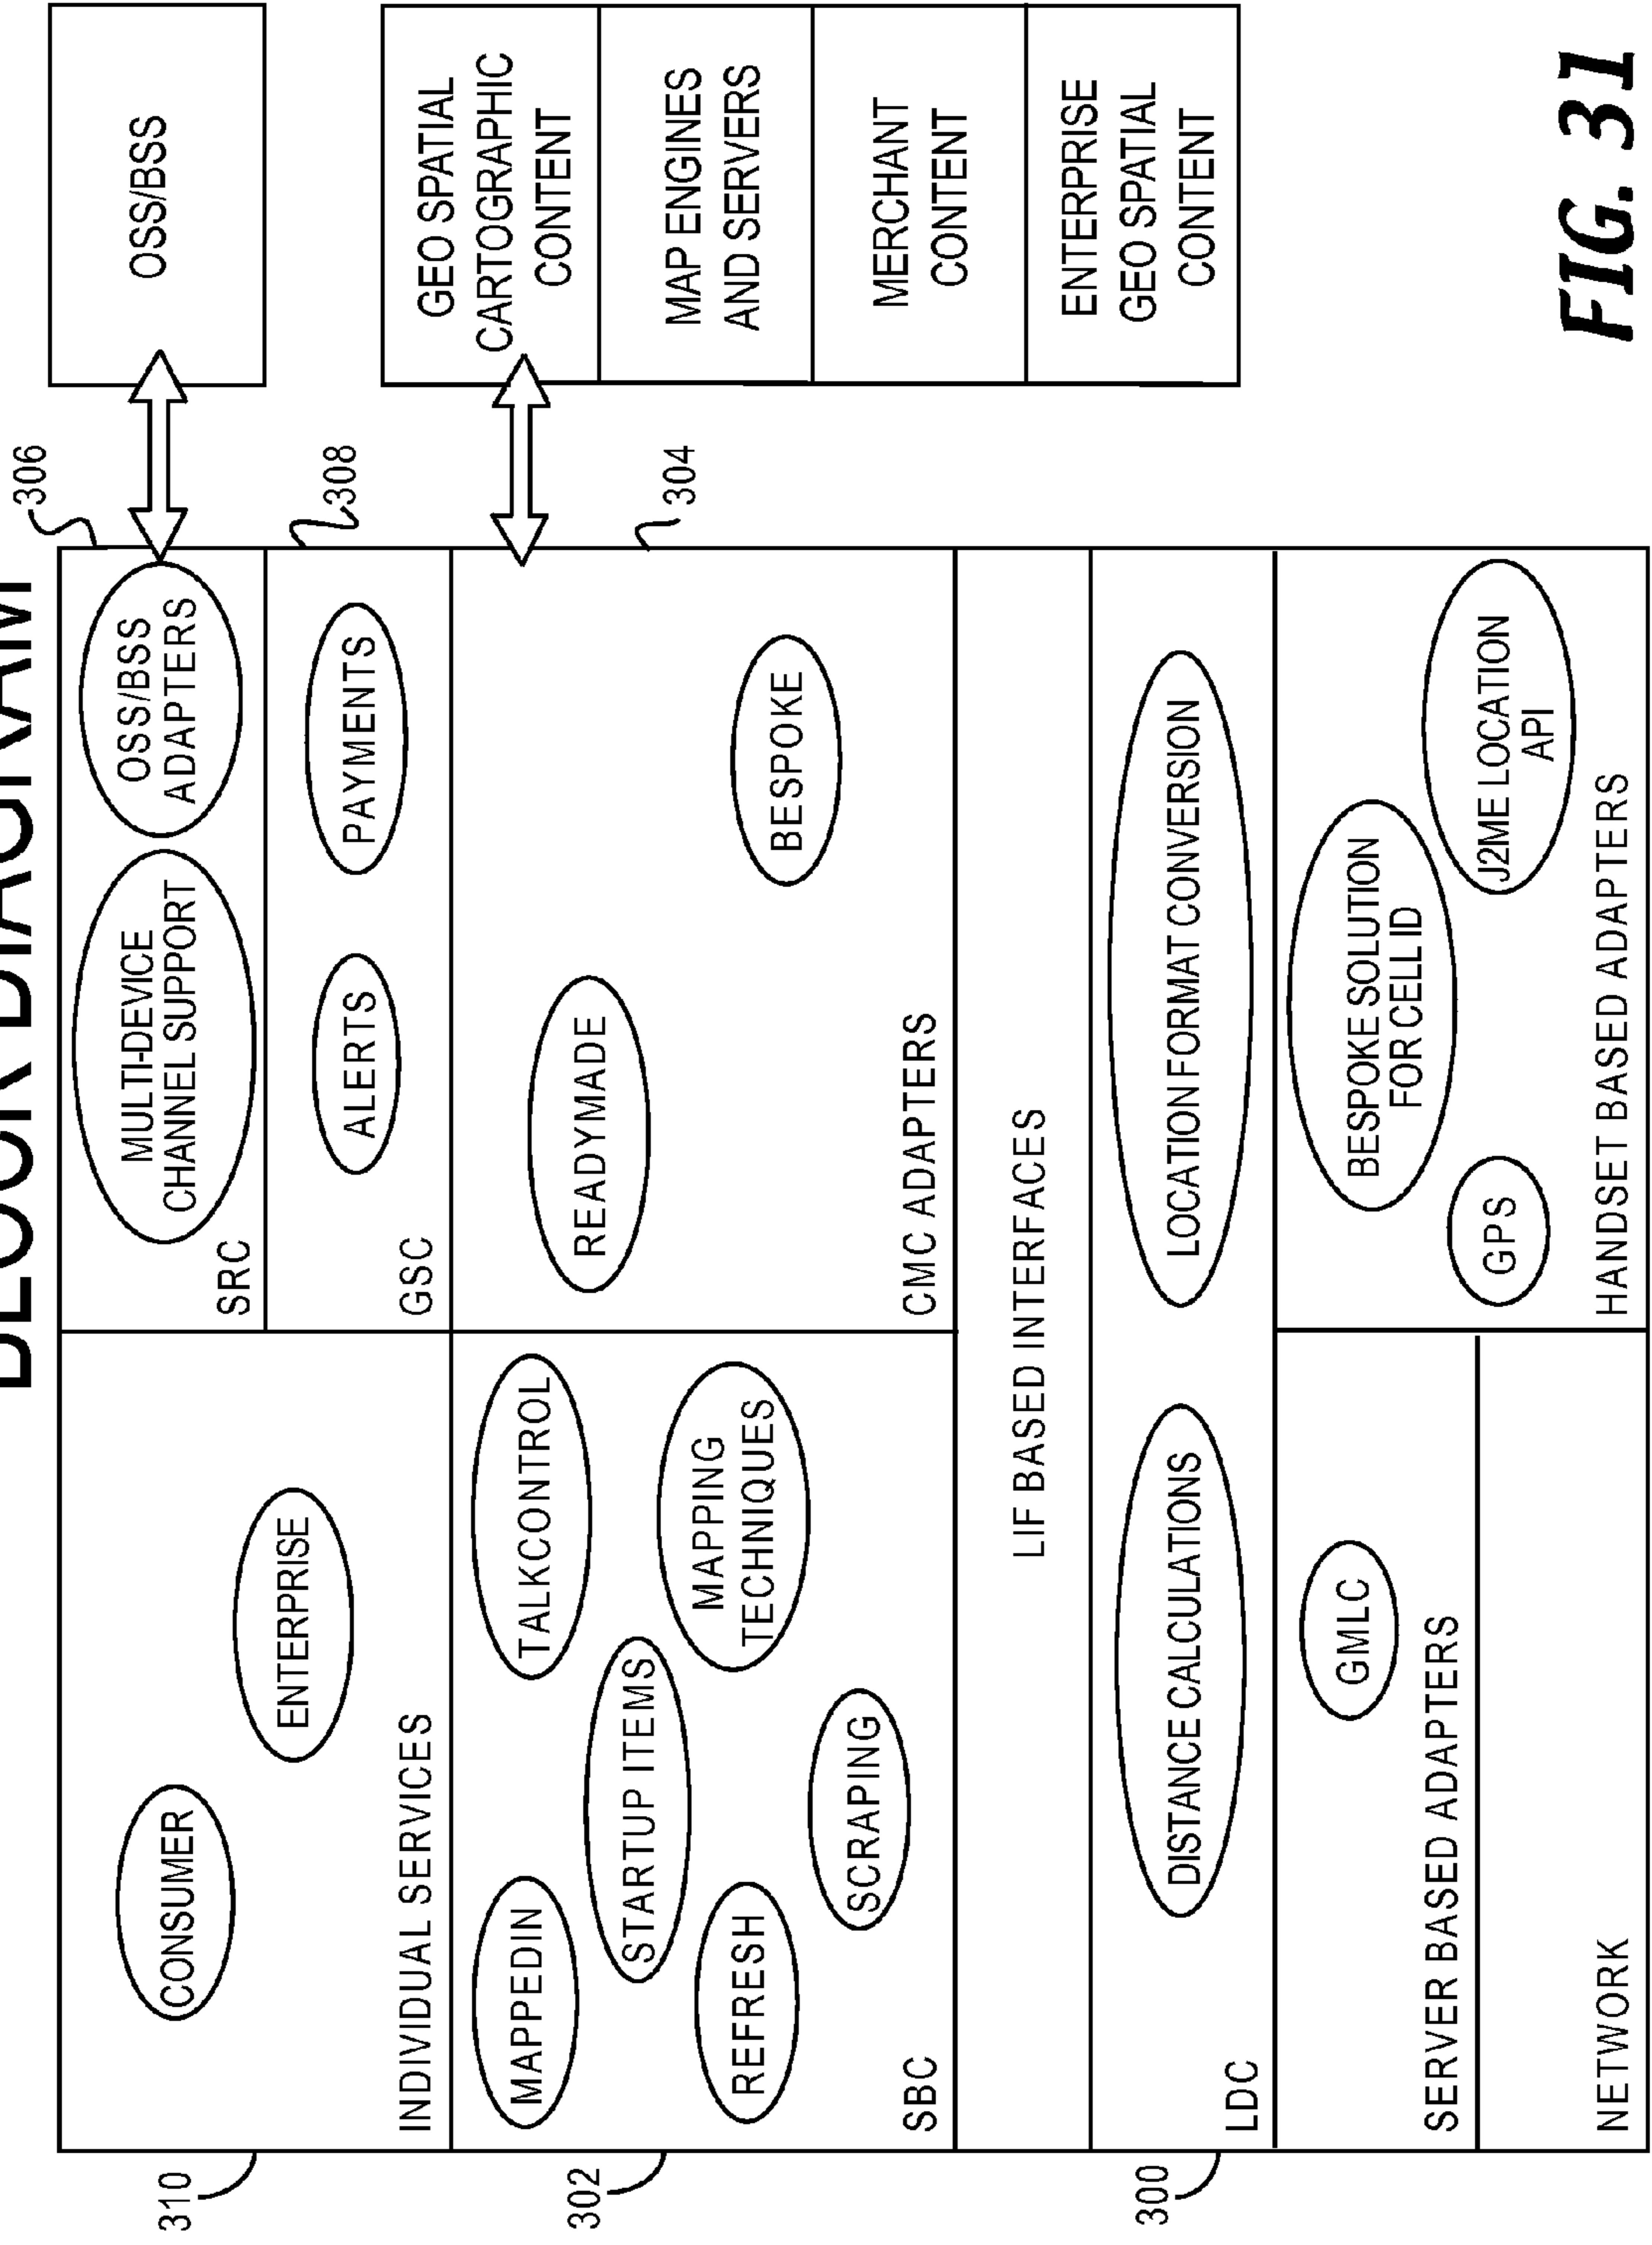 BLOCK DIAGRAM
310
CONSUMER
ENTERPRISE
INDIVIDUAL SERVICES
306
MULTI-DEVICE
CHANNEL SUPPORT
OSS/BSS
ADAPTERS
SRC
OSS/BSS
308
ALERTS
PAYMENTS
GSC
302
MAPPEDIN
TALKCONTROL
STARTUP ITEMS
MAPPING
TECHNIQUES
REFRESH
SCRAPING
SBC
304
READYMADE
BESPOKE
CMC ADAPTERS
GEO SPATIAL
CARTOGRAPHIC
CONTENT
MAP ENGINES
AND SERVERS
MERCHANT
CONTENT
ENTERPRISE
GEO SPATIAL
CONTENT
LIF BASED INTERFACES
300
DISTANCE CALCULATIONS
LOCATION FORMAT CONVERSION
LDC
GMLC
SERVER BASED ADAPTERS
NETWORK
BESPOKE SOLUTION
FOR CELL ID
GPS
J2ME LOCATION
API
HANDSET BASED ADAPTERS
FIG. 31